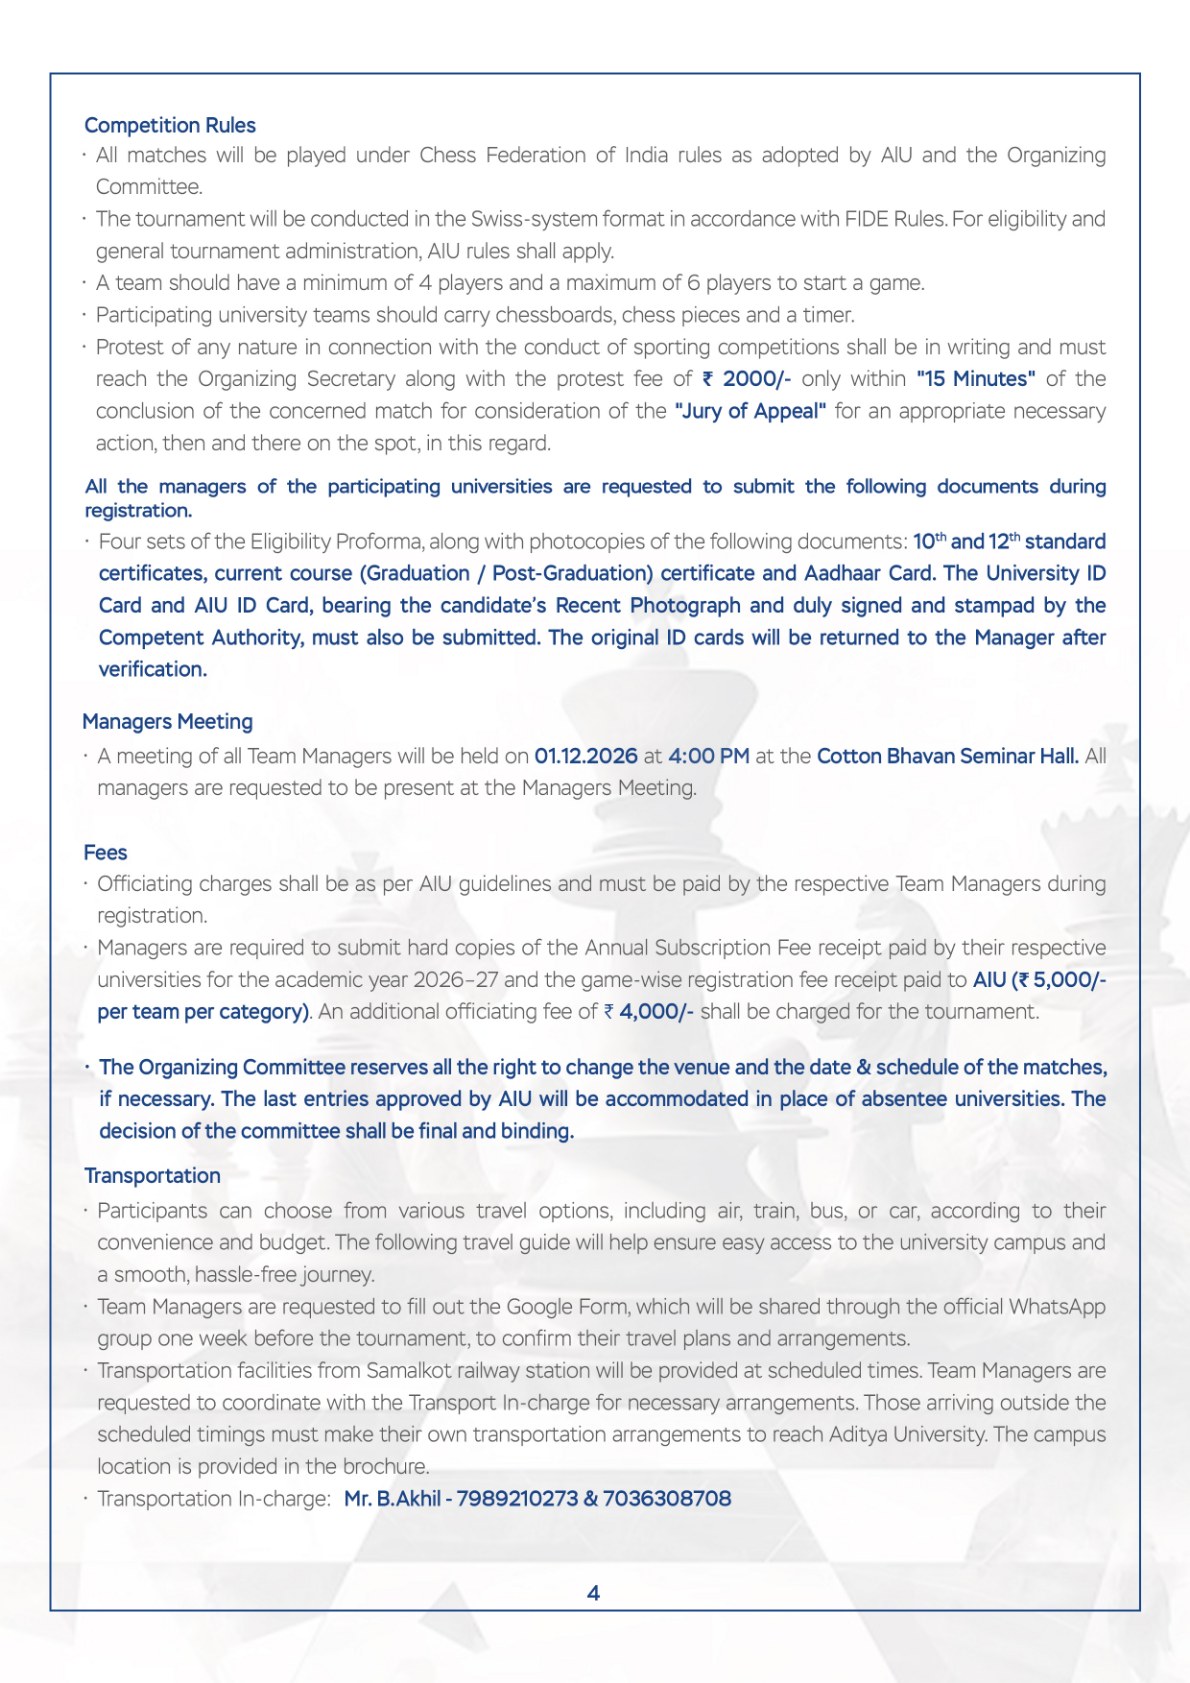 Competition Rules
· All matches will be played under Chess Federation of India rules as adopted by AIU and the Organizing
Committee.
· The tournament will be conducted in the Swiss-system format in accordance with FIDE Rules. For eligibility and
general tournament administration, AIU rules shall apply.
· A team should have a minimum of 4 players and a maximum of 6 players to start a game.
· Participating university teams should carry chessboards, chess pieces and a timer.
· Protest of any nature in connection with the conduct of sporting competitions shall be in writing and must
reach the Organizing Secretary along with the protest fee of ₹ 2000/- only within "15 Minutes" of the
conclusion of the concerned match for consideration of the "Jury of Appeal" for an appropriate necessary
action, then and there on the spot, in this regard.
All the managers of the participating universities are requested to submit the following documents during
registration.
· Four sets of the Eligibility Proforma, along with photocopies of the following documents: 10th and 12th standard
certificates, current course (Graduation / Post-Graduation) certificate and Aadhaar Card. The University ID
Card and AIU ID Card, bearing the candidate's Recent Photograph and duly signed and stampad by the
Competent Authority, must also be submitted. The original ID cards will be returned to the Manager after
verification.
Managers Meeting
· A meeting of all Team Managers will be held on 01.12.2026 at 4:00 PM at the Cotton Bhavan Seminar Hall. All
managers are requested to be present at the Managers Meeting.
Fees
· Officiating charges shall be as per AIU guidelines and must be paid by the respective Team Managers during
registration.
· Managers are required to submit hard copies of the Annual Subscription Fee receipt paid by their respective
universities for the academic year 2026–27 and the game-wise registration fee receipt paid to AIU (₹ 5,000/-
per team per category). An additional officiating fee of ₹ 4,000/- shall be charged for the tournament.
· The Organizing Committee reserves all the right to change the venue and the date & schedule of the matches,
if necessary. The last entries approved by AIU will be accommodated in place of absentee universities. The
decision of the committee shall be final and binding.
Transportation
· Participants can choose from various travel options, including air, train, bus, or car, according to their
convenience and budget. The following travel guide will help ensure easy access to the university campus and
a smooth, hassle-free journey.
· Team Managers are requested to fill out the Google Form, which will be shared through the official WhatsApp
group one week before the tournament, to confirm their travel plans and arrangements.
· Transportation facilities from Samalkot railway station will be provided at scheduled times. Team Managers are
requested to coordinate with the Transport In-charge for necessary arrangements. Those arriving outside the
scheduled timings must make their own transportation arrangements to reach Aditya University. The campus
location is provided in the brochure.
· Transportation In-charge: Mr. B.Akhil - 7989210273 & 7036308708
4